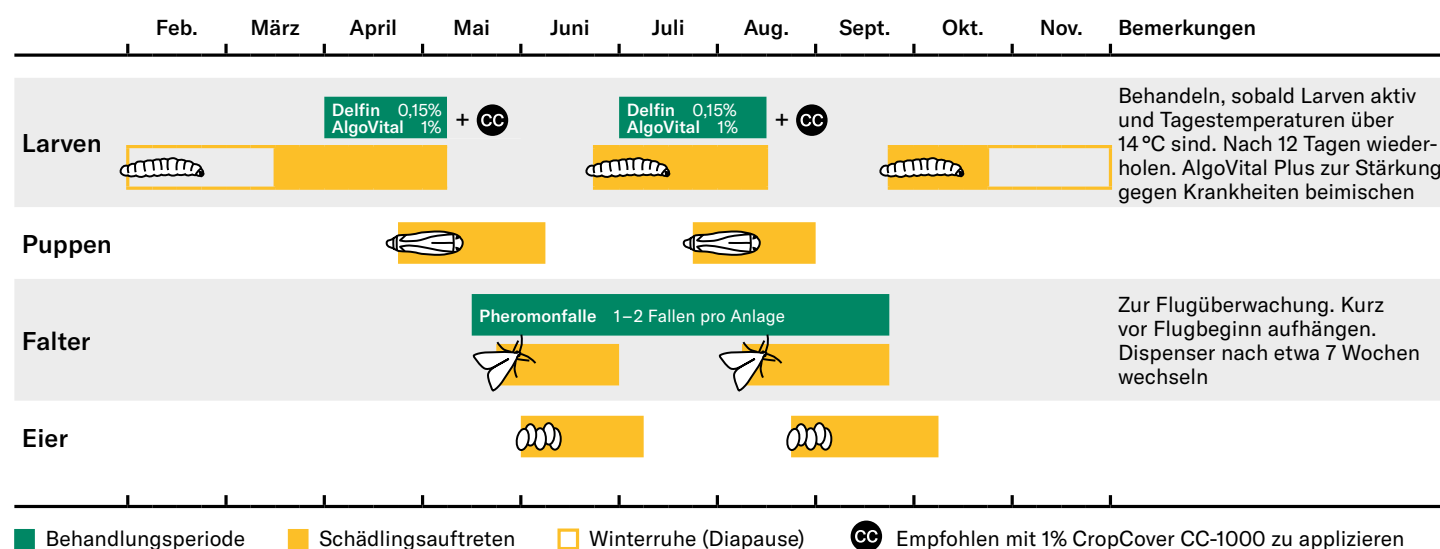 Feb. März April Mai Juni Juli Aug. Sept. Okt. Nov. Bemerkungen
Larven
Delfin 0,15%
AlgoVital 1%
+ CC
Delfin 0,15%
AlgoVital 1%
+ CC
Behandeln, sobald Larven aktiv
und Tagestemperaturen über
14 °C sind. Nach 12 Tagen wieder-
holen. AlgoVital Plus zur Stärkung
gegen Krankheiten beimischen
Puppen
Falter
Pheromonfalle 1–2 Fallen pro Anlage
Zur Flugüberwachung. Kurz
vor Flugbeginn aufhängen.
Dispenser nach etwa 7 Wochen
wechseln
Eier
Behandlungsperiode Schädlingsauftreten Winterruhe (Diapause) CC Empfohlen mit 1% CropCover CC-1000 zu applizieren